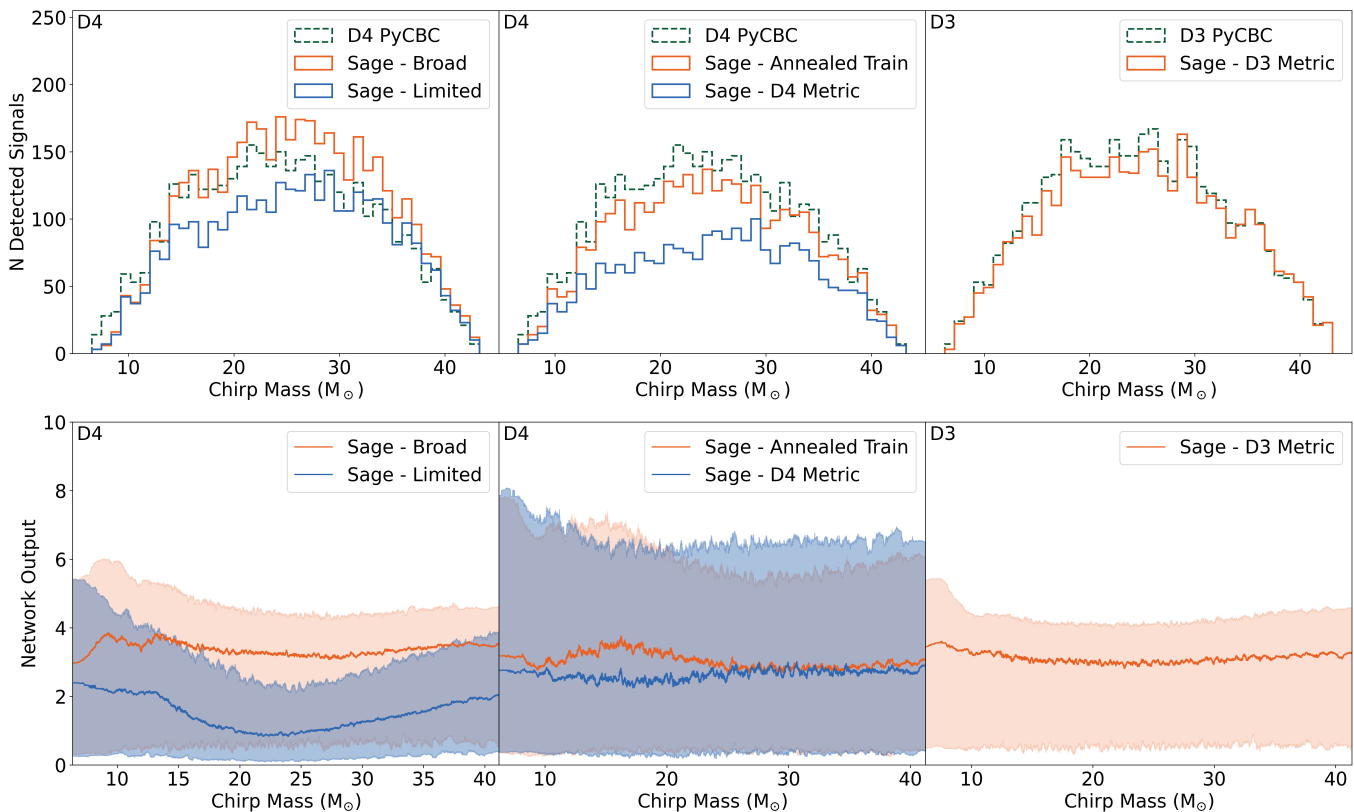 D4
D4 PyCBC
Sage - Broad
Sage - Limited
D4
D4 PyCBC
Sage - Annealed Train
Sage - D4 Metric
D3
D3 PyCBC
Sage - D3 Metric
N Detected Signals
250
200
150
100
50
0
10 20 30 40
10 20 30 40
10 20 30 40
Chirp Mass (M⊙)
Chirp Mass (M⊙)
Chirp Mass (M⊙)
D4
Sage - Broad
Sage - Limited
D4
Sage - Annealed Train
Sage - D4 Metric
D3
Sage - D3 Metric
Network Output
10
8
6
4
2
0
10 15 20 25 30 35 40
10 20 30 40
10 20 30 40
Chirp Mass (M⊙)
Chirp Mass (M⊙)
Chirp Mass (M⊙)